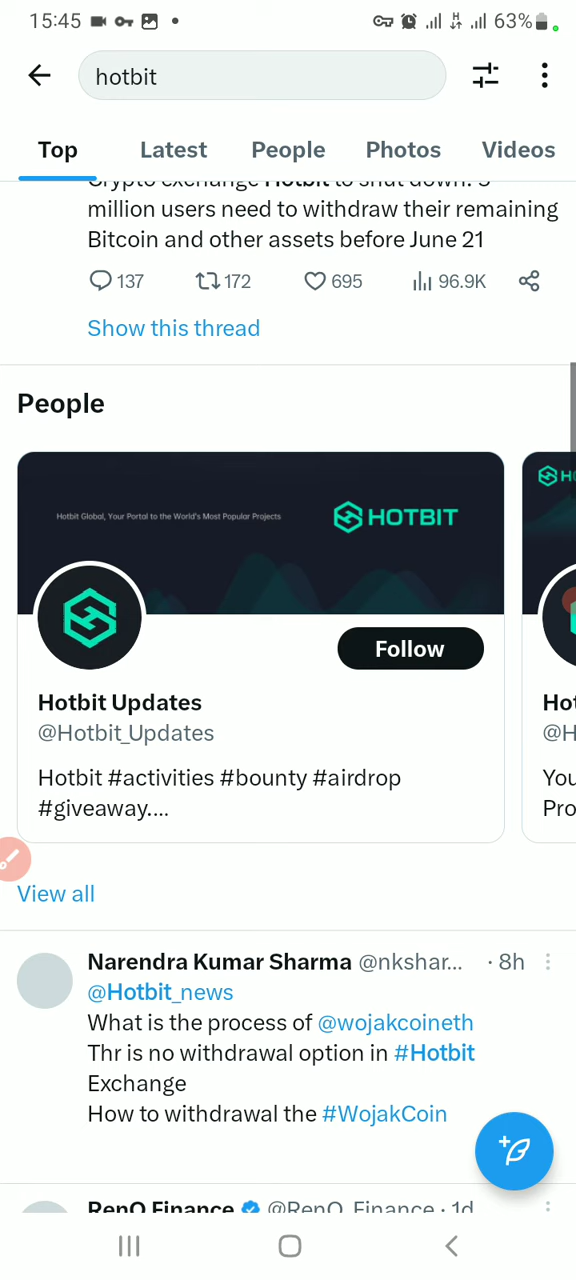 15:45
63%
hotbit
Top Latest People Photos Videos
Crypto exchange Hotbit to shut down. 5
million users need to withdraw their remaining
Bitcoin and other assets before June 21
137 172 695 96.9K
Show this thread
People
Hotbit Global, Your Portal to the World's Most Popular Projects
HOTBIT
Follow
Hotbit Updates
@Hotbit_Updates
Hotbit #activities #bounty #airdrop
#giveaway....
Hot
@H
You
Pro
View all
Narendra Kumar Sharma @nkshar... · 8h
@Hotbit_news
What is the process of @wojakcoineth
Thr is no withdrawal option in #Hotbit
Exchange
How to withdrawal the #WojakCoin
RenQ Finance @RenQ_Finance · 1d